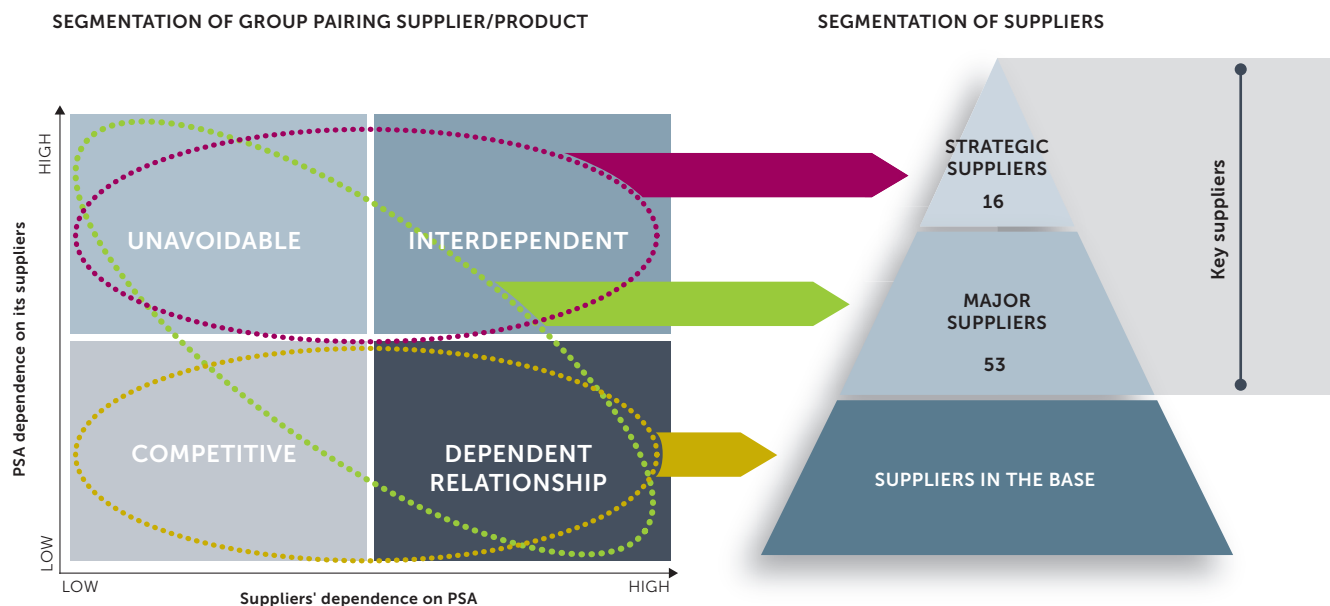 SEGMENTATION OF GROUP PAIRING SUPPLIER/PRODUCT
SEGMENTATION OF SUPPLIERS
HIGH
PSA dependence on its suppliers
LOW
UNAVOIDABLE
INTERDEPENDENT
COMPETITIVE
DEPENDENT
RELATIONSHIP
LOW
HIGH
Suppliers' dependence on PSA
STRATEGIC
SUPPLIERS
16
MAJOR
SUPPLIERS
53
SUPPLIERS IN THE BASE
Key suppliers